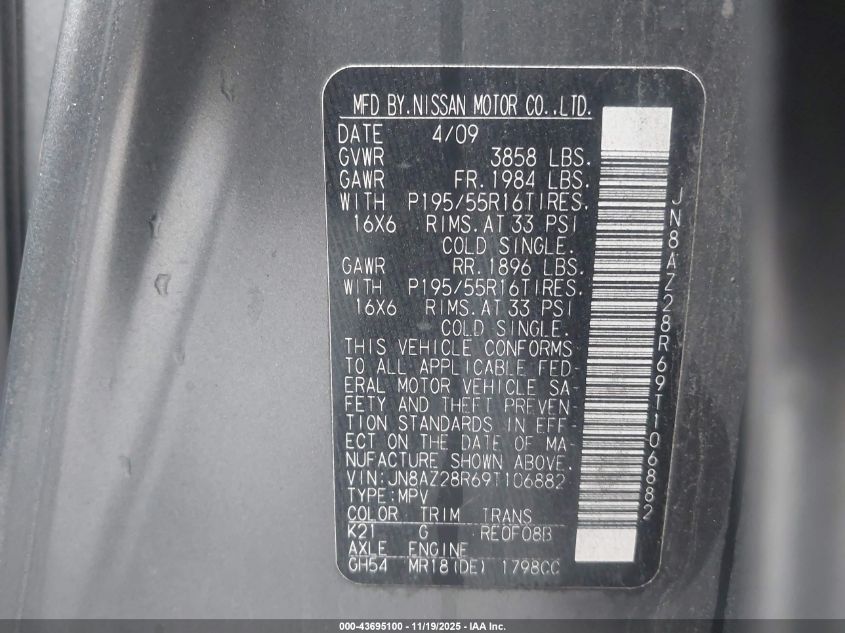 MFD BY.NISSAN MOTOR CO.,LTD.
DATE 4/09
GVWR 3858 LBS.
GAWR FR.1984 LBS.
WITH P195/55R16TIRES.
16X6 RIMS.AT 33 PSI
COLD SINGLE.
GAWR RR.1896 LBS.
WITH P195/55R16TIRES.
16X6 RIMS.AT 33 PSI
COLD SINGLE.
THIS VEHICLE CONFORMS
TO ALL APPLICABLE FED-
ERAL MOTOR VEHICLE SA-
FETY AND THEFT PREVEN-
TION STANDARDS IN EFF-
ECT ON THE DATE OF MA-
NUFACTURE SHOWN ABOVE.
VIN:JN8AZ28R69T106882
TYPE:MPV
COLOR TRIM TRANS
K21 G RE0F08B
AXLE ENGINE
GH54 MR18(DE) 1798CC
JN8AZ28R69T106882
000-43695100 - 11/19/2025 - IAA Inc.